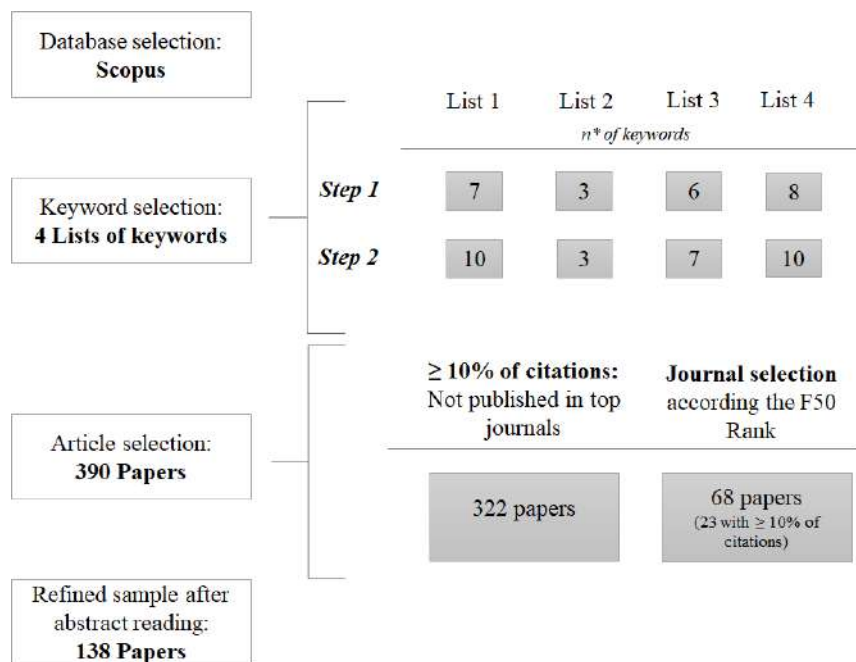 Database selection:
Scopus
List 1 List 2 List 3 List 4
n* of keywords
Keyword selection:
4 Lists of keywords
Step 1 7 3 6 8
Step 2 10 3 7 10
≥ 10% of citations:
Not published in top
journals
Journal selection
according the F50
Rank
Article selection:
390 Papers
322 papers
68 papers
(23 with ≥ 10% of
citations)
Refined sample after
abstract reading:
138 Papers